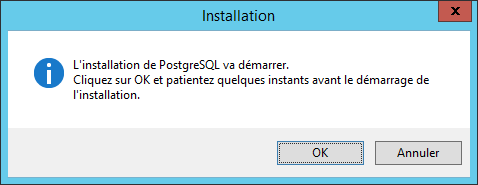 Installation
L'installation de PostgreSQL va démarrer.
Cliquez sur OK et patientez quelques instants avant le démarrage de
l'installation.
OK
Annuler